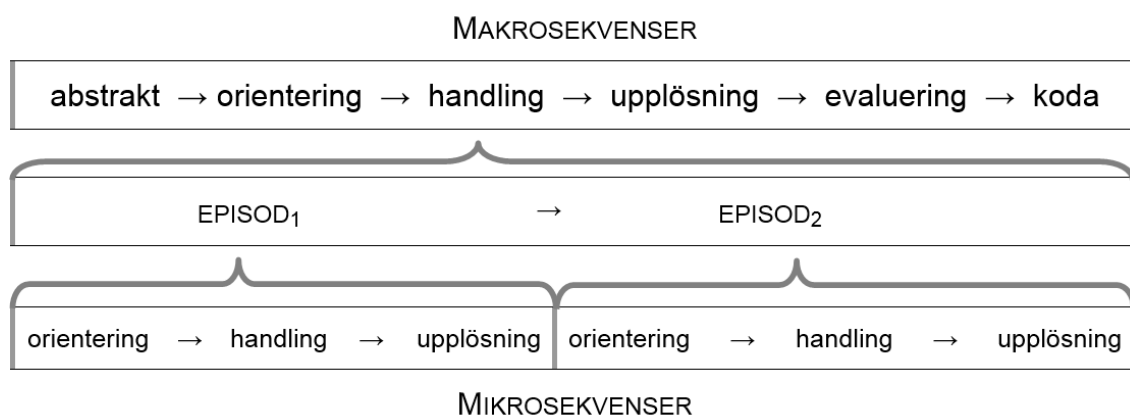 MAKROSEKVENSER
abstrakt → orientering → handling → upplösning → evaluering → koda
EPISOD₁ → EPISOD₂
orientering → handling → upplösning orientering → handling → upplösning
MIKROSEKVENSER